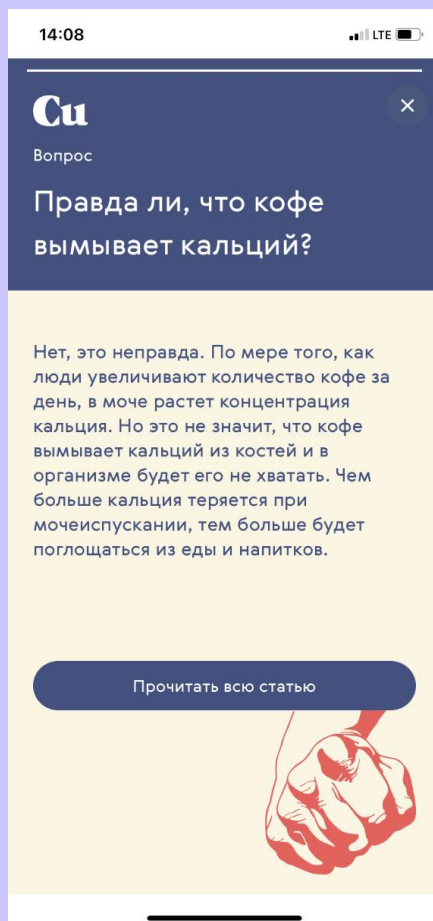 14:08
LTE
Cu
Вопрос
Правда ли, что кофе
вымывает кальций?
Нет, это неправда. По мере того, как
люди увеличивают количество кофе за
день, в моче растет концентрация
кальция. Но это не значит, что кофе
вымывает кальций из костей и в
организме будет его не хватать. Чем
больше кальция теряется при
мочеиспускании, тем больше будет
поглощаться из еды и напитков.
Прочитать всю статью